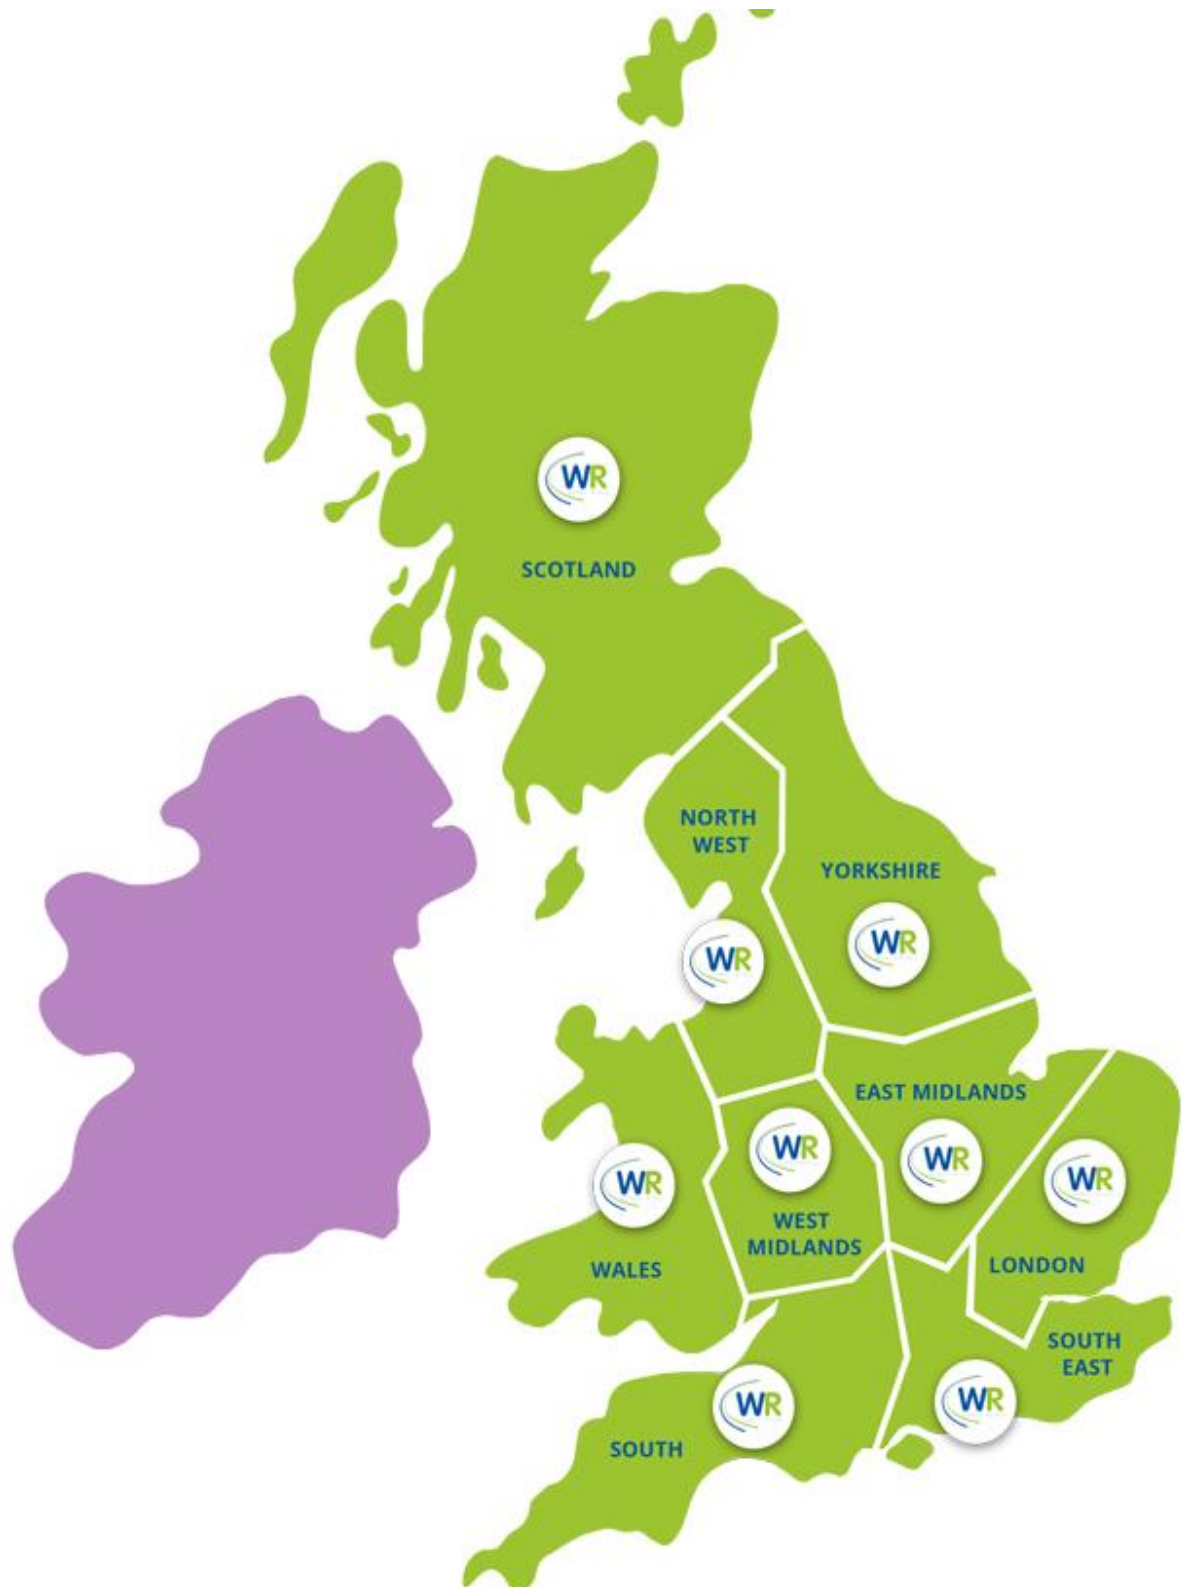 WR
SCOTLAND
NORTH
WEST
YORKSHIRE
WR
WR
EAST MIDLANDS
WR
WR
WR
WR
WEST
MIDLANDS
LONDON
WALES
SOUTH
EAST
WR
WR
SOUTH